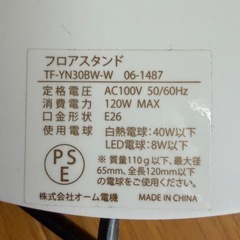 フロアスタンド
TF-YN30BW-W 06-1487
定格電圧 AC100V 50/60Hz
消費電力 120W MAX
口金形状 E26
使用電球 白熱電球:40W以下
LED電球:8W以下
PSE
※ 質量110g以下、最大径
65mm、全長120mm以下
の電球をご使用ください。
株式会社オーム電機 MADE IN CHINA